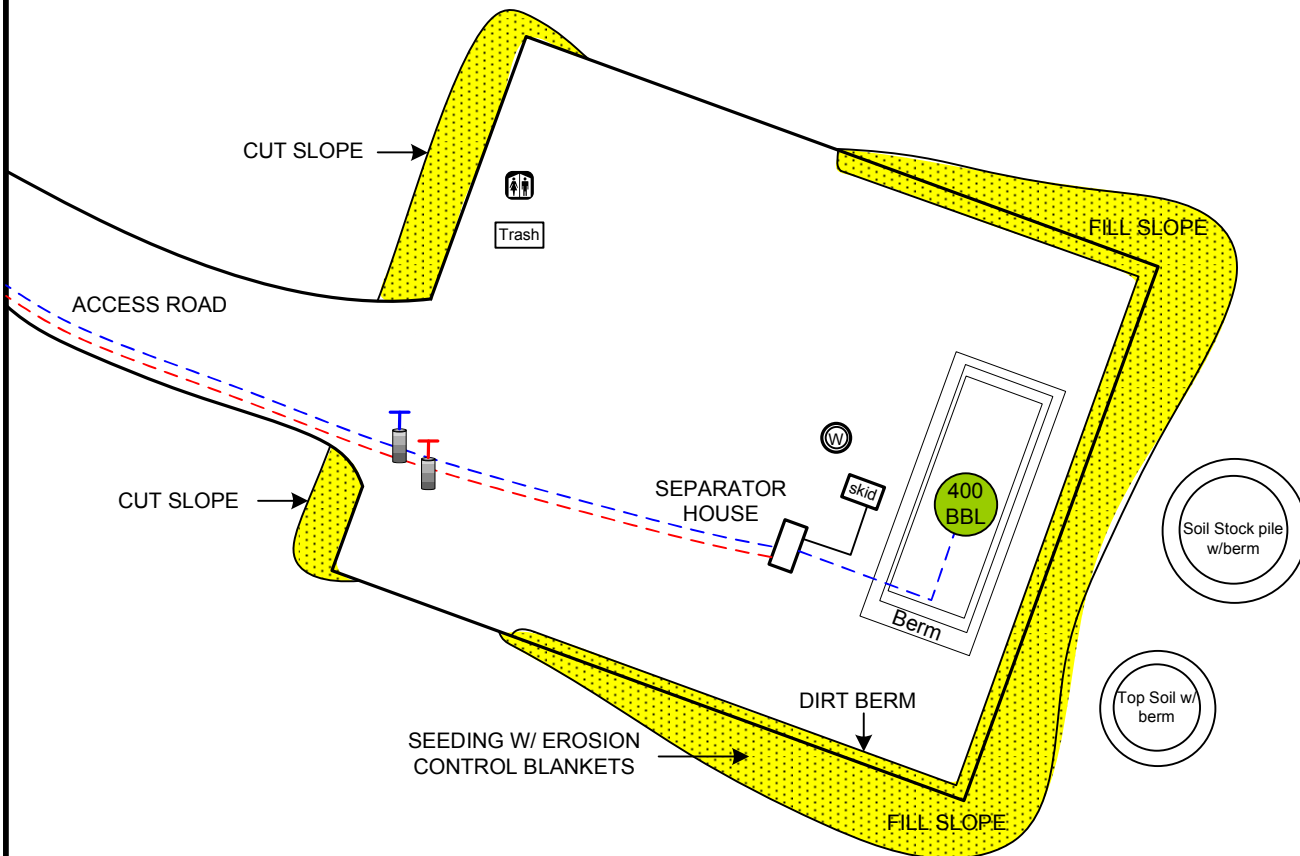 CUT SLOPE
Trash
FILL SLOPE
ACCESS ROAD
W
SEPARATOR
HOUSE
skid
400
BBL
CUT SLOPE
Soil Stock pile
w/berm
Berm
Top Soil w/
berm
DIRT BERM
SEEDING W/ EROSION
CONTROL BLANKETS
FILL SLOPE